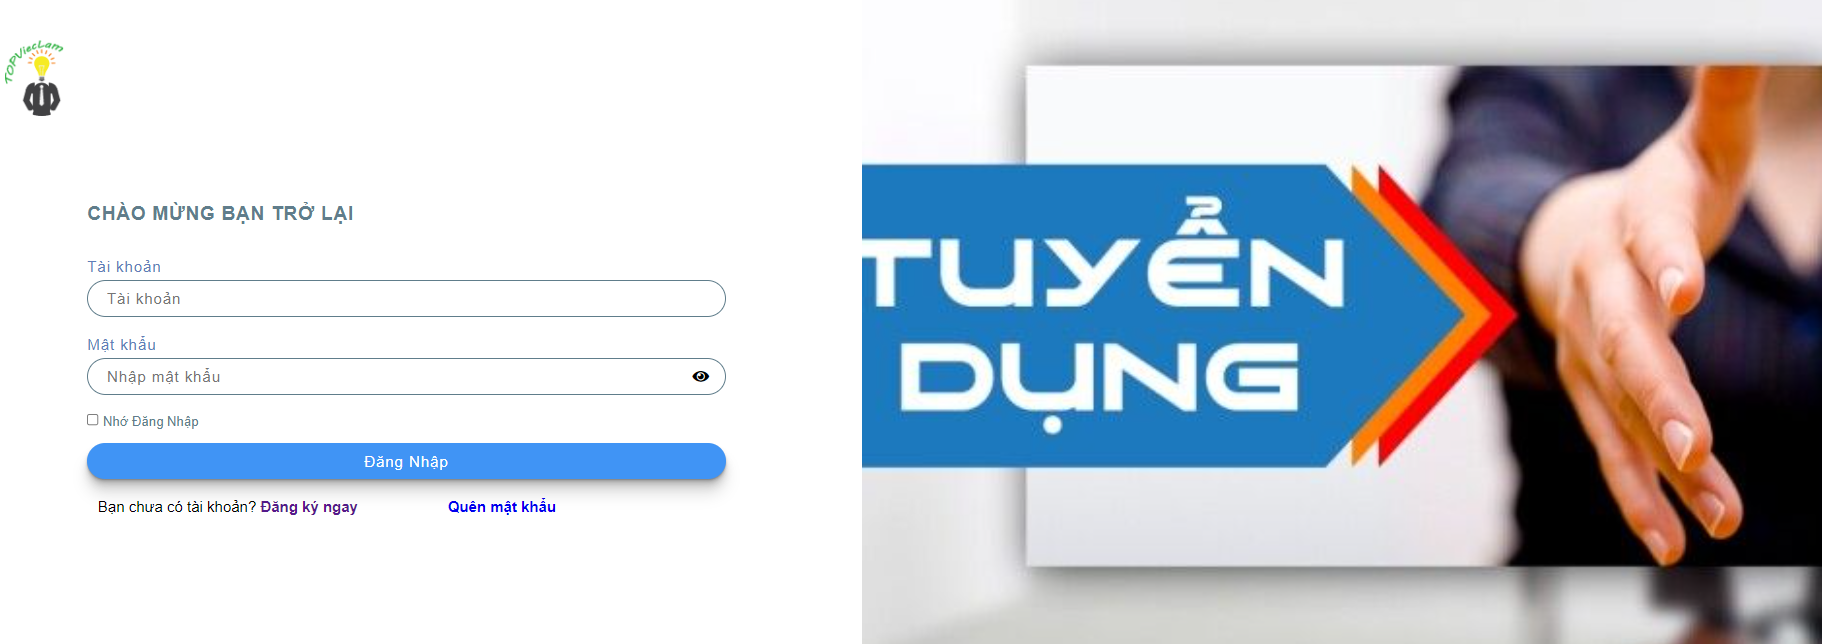 TOPViecLam
CHÀO MỪNG BẠN TRỞ LẠI
Tài khoản
Tài khoản
Mật khẩu
Nhập mật khẩu
Nhớ Đăng Nhập
Đăng Nhập
Bạn chưa có tài khoản? Đăng ký ngay
Quên mật khẩu
TUYỂN
DỤNG